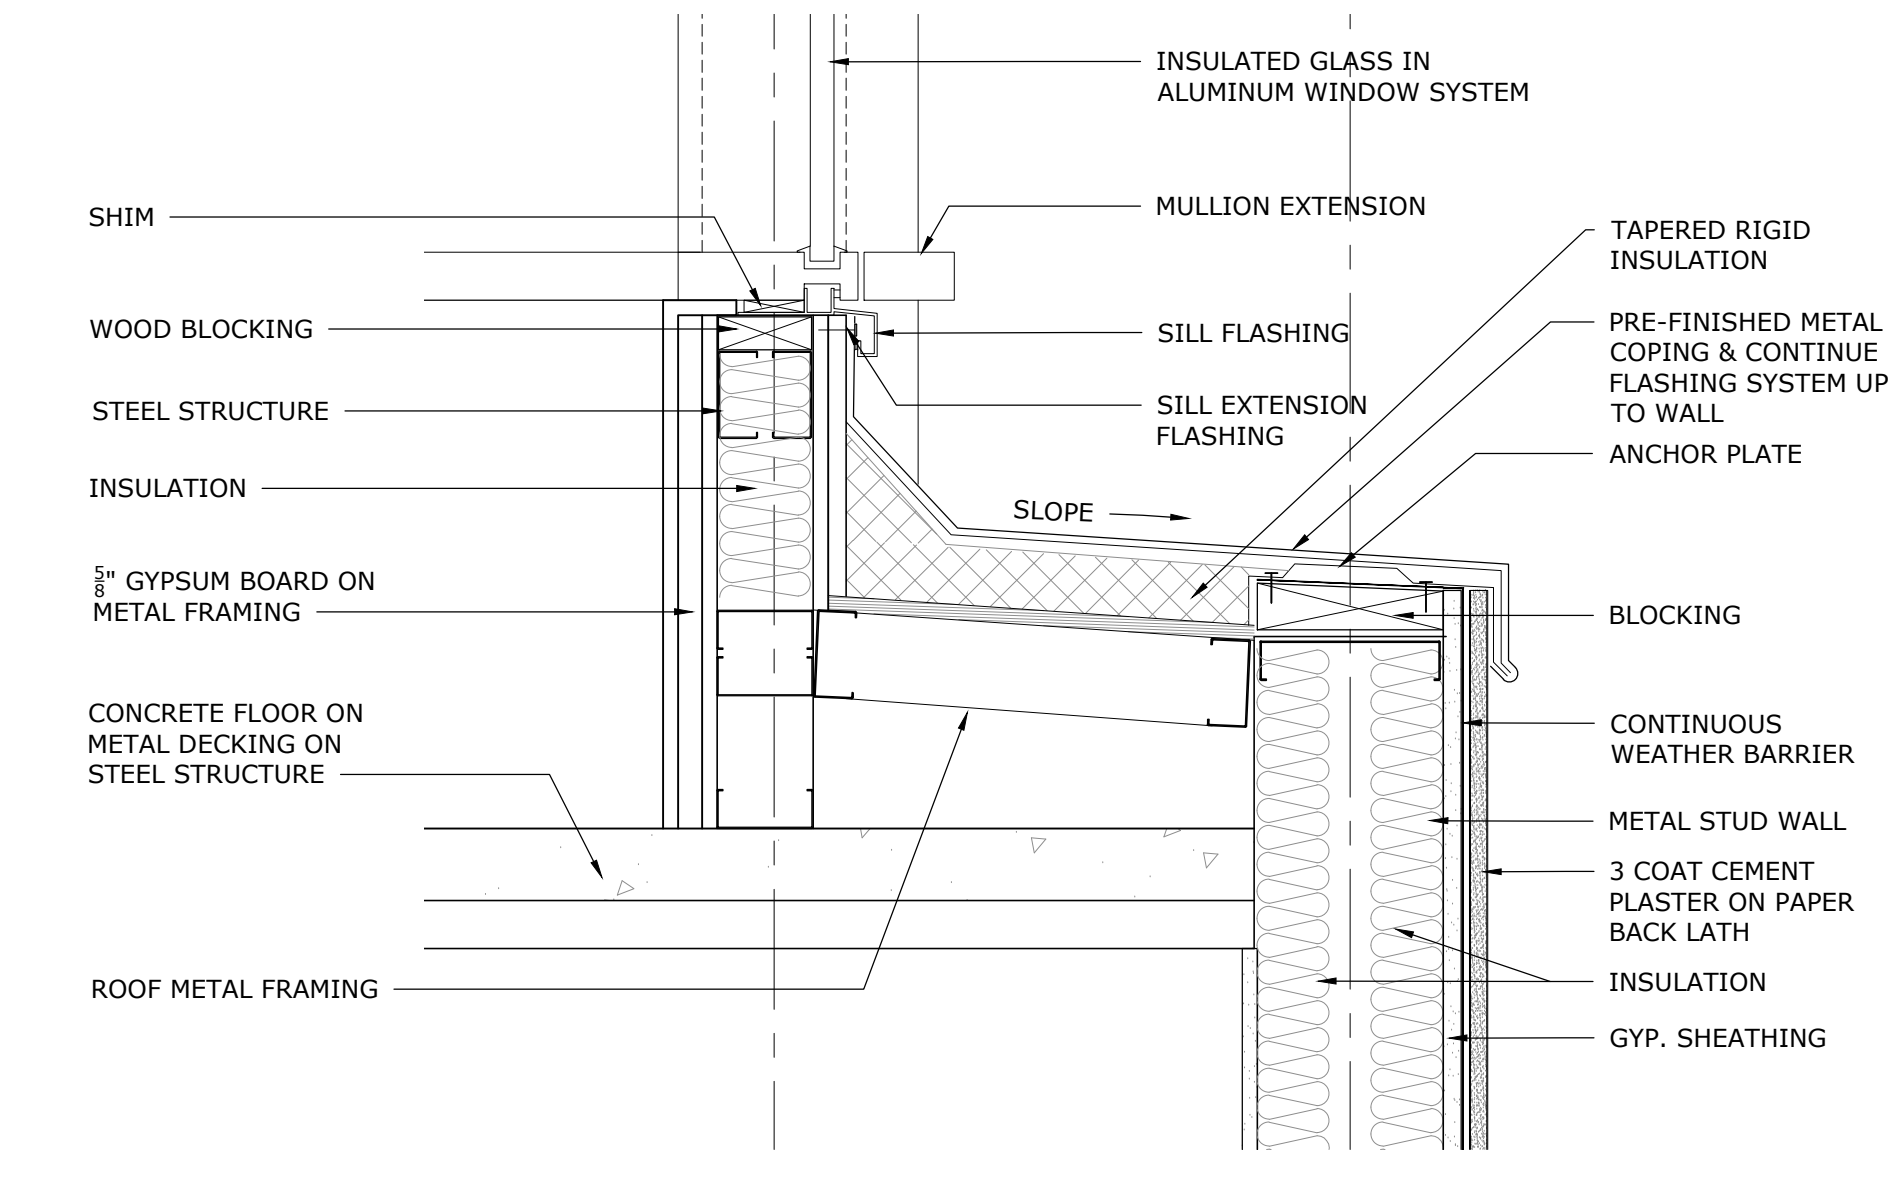 INSULATED GLASS IN
ALUMINUM WINDOW SYSTEM
MULLION EXTENSION
SILL FLASHING
SILL EXTENSION
FLASHING
SLOPE
SHIM
WOOD BLOCKING
STEEL STRUCTURE
INSULATION
5/8" GYPSUM BOARD ON
METAL FRAMING
CONCRETE FLOOR ON
METAL DECKING ON
STEEL STRUCTURE
ROOF METAL FRAMING
TAPERED RIGID
INSULATION
PRE-FINISHED METAL
COPING & CONTINUE
FLASHING SYSTEM UP
TO WALL
ANCHOR PLATE
BLOCKING
CONTINUOUS
WEATHER BARRIER
METAL STUD WALL
3 COAT CEMENT
PLASTER ON PAPER
BACK LATH
INSULATION
GYP. SHEATHING